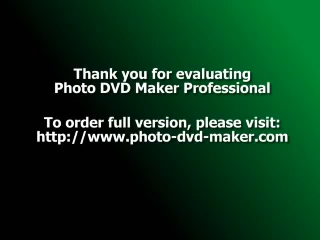 Thank you for evaluating
Photo DVD Maker Professional
To order full version, please visit:
http://www.photo-dvd-maker.com